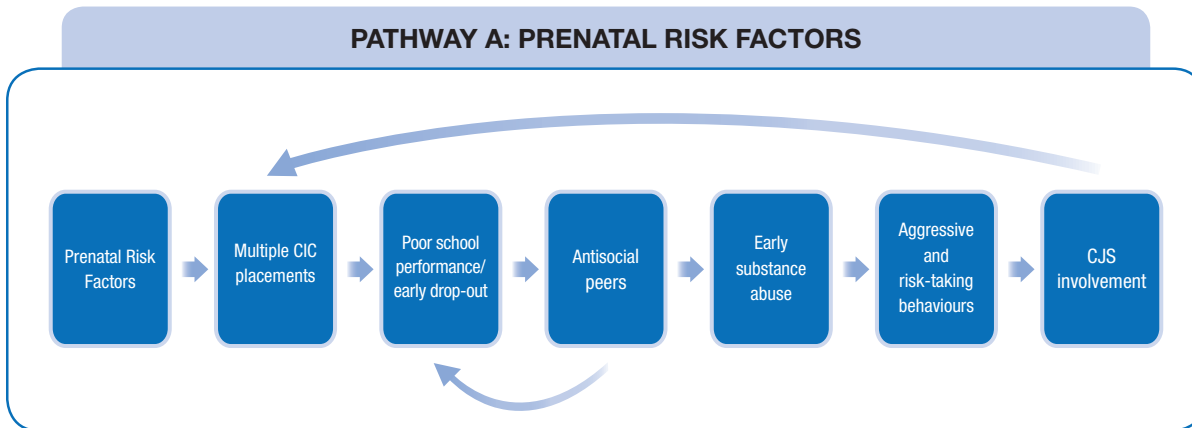 PATHWAY A: PRENATAL RISK FACTORS
Prenatal Risk
Factors
Multiple CIC
placements
Poor school
performance/
early drop-out
Antisocial
peers
Early
substance
abuse
Aggressive
and
risk-taking
behaviours
CJS
involvement